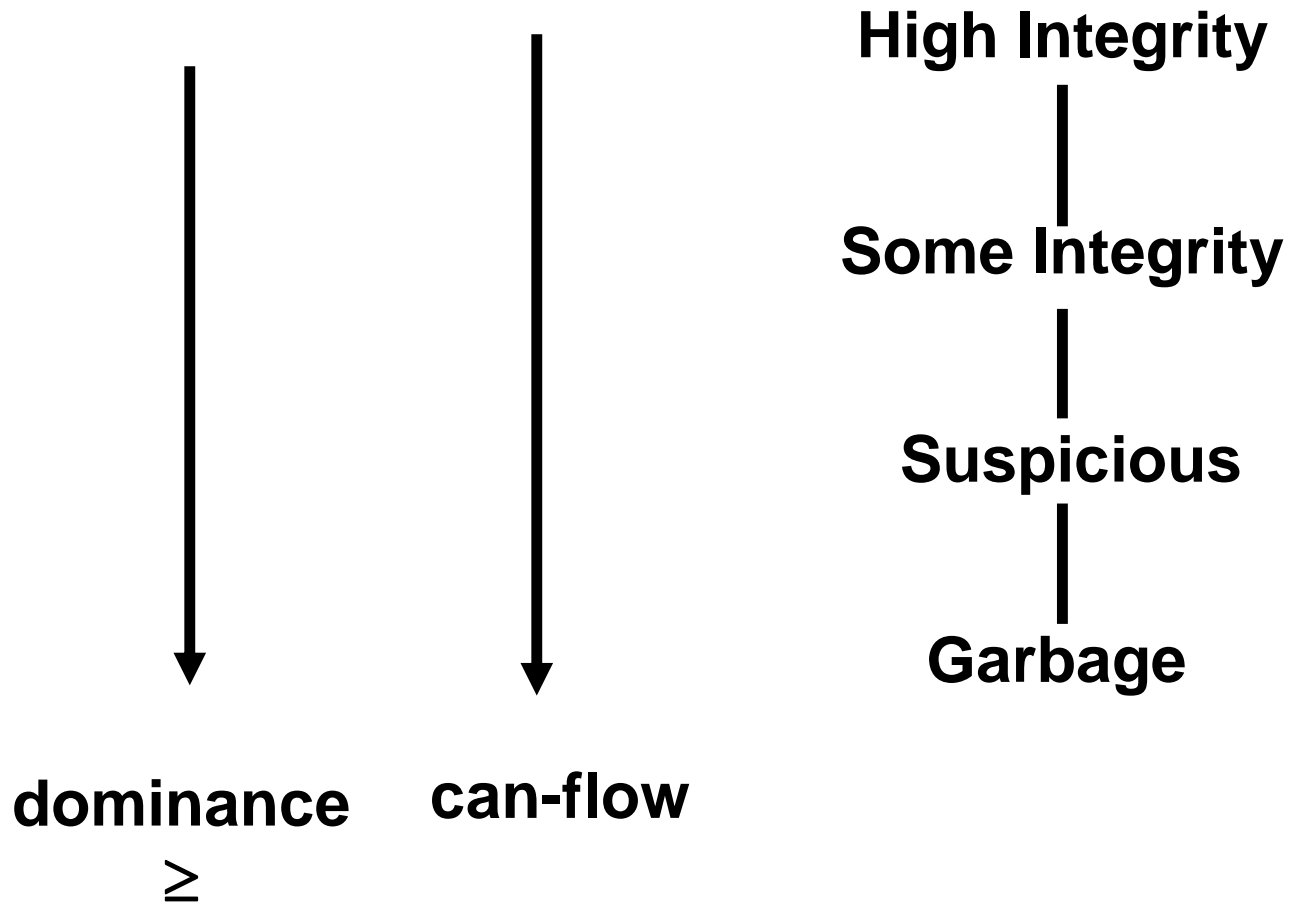 High Integrity
Some Integrity
Suspicious
Garbage
dominance
≥
can-flow